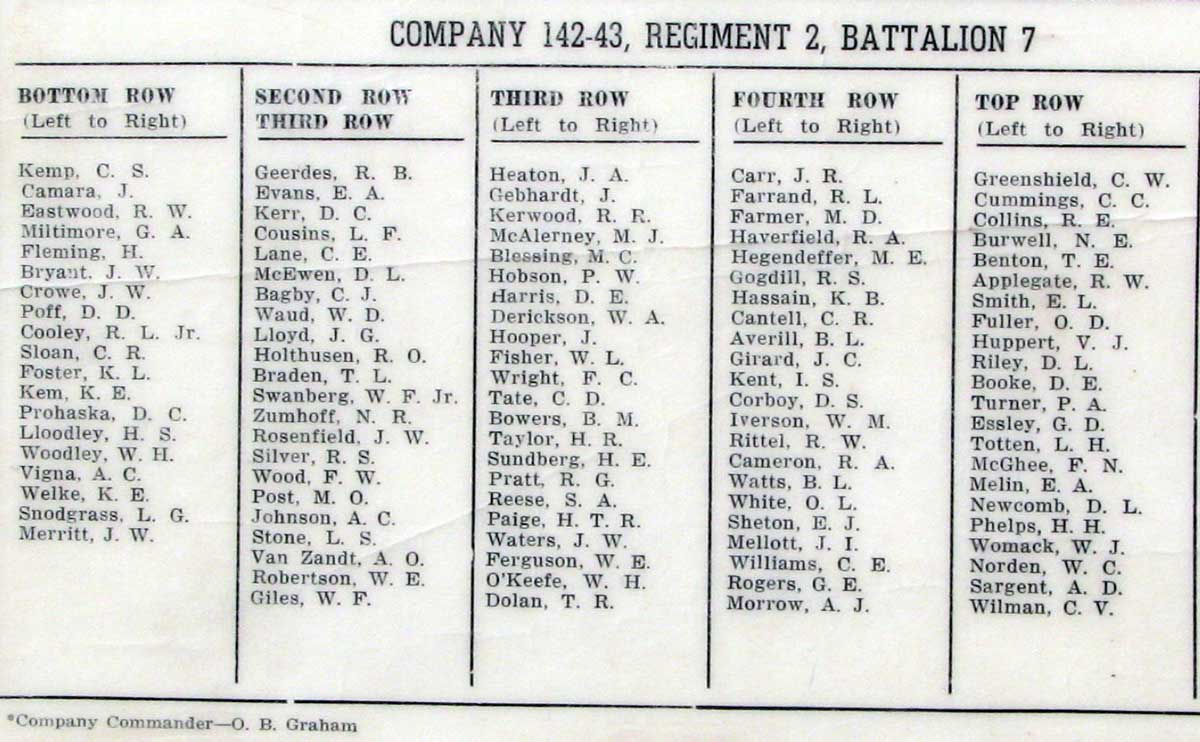 COMPANY 142-43, REGIMENT 2, BATTALION 7
BOTTOM ROW
(Left to Right)
Kemp, C. S.
Camara, J.
Eastwood, R. W.
Miltimore, G. A.
Fleming, H.
Bryant, J. W.
Crowe, J. W.
Poff, D. D.
Cooley, R. L. Jr.
Sloan, C. R.
Foster, K. L.
Kem, K. E.
Prohaska, D. C.
Lloodley, H. S.
Woodley, W. H.
Vigna, A. C.
Welke, K. E.
Snodgrass, L. G.
Merritt, J. W.
SECOND ROW
THIRD ROW
Geerdes, R. B.
Evans, E. A.
Kerr, D. C.
Cousins, L. F.
Lane, C. E.
McEwen, D. L.
Bagby, C. J.
Waud, W. D.
Lloyd, J. G.
Holthusen, R. O.
Braden, T. L.
Swanberg, W. F. Jr.
Zumhoff, N. R.
Rosenfield, J. W.
Silver, R. S.
Wood, F. W.
Post, M. O.
Johnson, A. C.
Stone, L. S.
Van Zandt, A. O.
Robertson, W. E.
Giles, W. F.
THIRD ROW
(Left to Right)
Heaton, J. A.
Gebhardt, J.
Kerwood, R. R.
McAlerney, M. J.
Blessing, M. C.
Hobson, P. W.
Harris, D. E.
Derickson, W. A.
Hooper, J.
Fisher, W. L.
Wright, F. C.
Tate, C. D.
Bowers, B. M.
Taylor, H. R.
Sundberg, H. E.
Pratt, R. G.
Reese, S. A.
Paige, H. T. R.
Waters, J. W.
Ferguson, W. E.
O'Keefe, W. H.
Dolan, T. R.
FOURTH ROW
(Left to Right)
Carr, J. R.
Farrand, R. L.
Farmer, M. D.
Haverfield, R. A.
Hegendeffer, M. E.
Gogdill, R. S.
Hassain, K. B.
Cantell, C. R.
Averill, B. L.
Girard, J. C.
Kent, I. S.
Corboy, D. S.
Iverson, W. M.
Rittel, R. W.
Cameron, R. A.
Watts, B. L.
White, O. L.
Sheton, E. J.
Mellott, J. I.
Williams, C. E.
Rogers, G. E.
Morrow, A. J.
TOP ROW
(Left to Right)
Greenshield, C. W.
Cummings, C. C.
Collins, R. E.
Burwell, N. E.
Benton, T. E.
Applegate, R. W.
Smith, E. L.
Fuller, O. D.
Huppert, V. J.
Riley, D. L.
Booke, D. E.
Turner, P. A.
Essley, G. D.
Totten, L. H.
McGhee, F. N.
Melin, E. A.
Newcomb, D. L.
Phelps, H. H.
Womack, W. J.
Norden, W. C.
Sargent, A. D.
Wilman, C. V.
*Company Commander—O. B. Graham